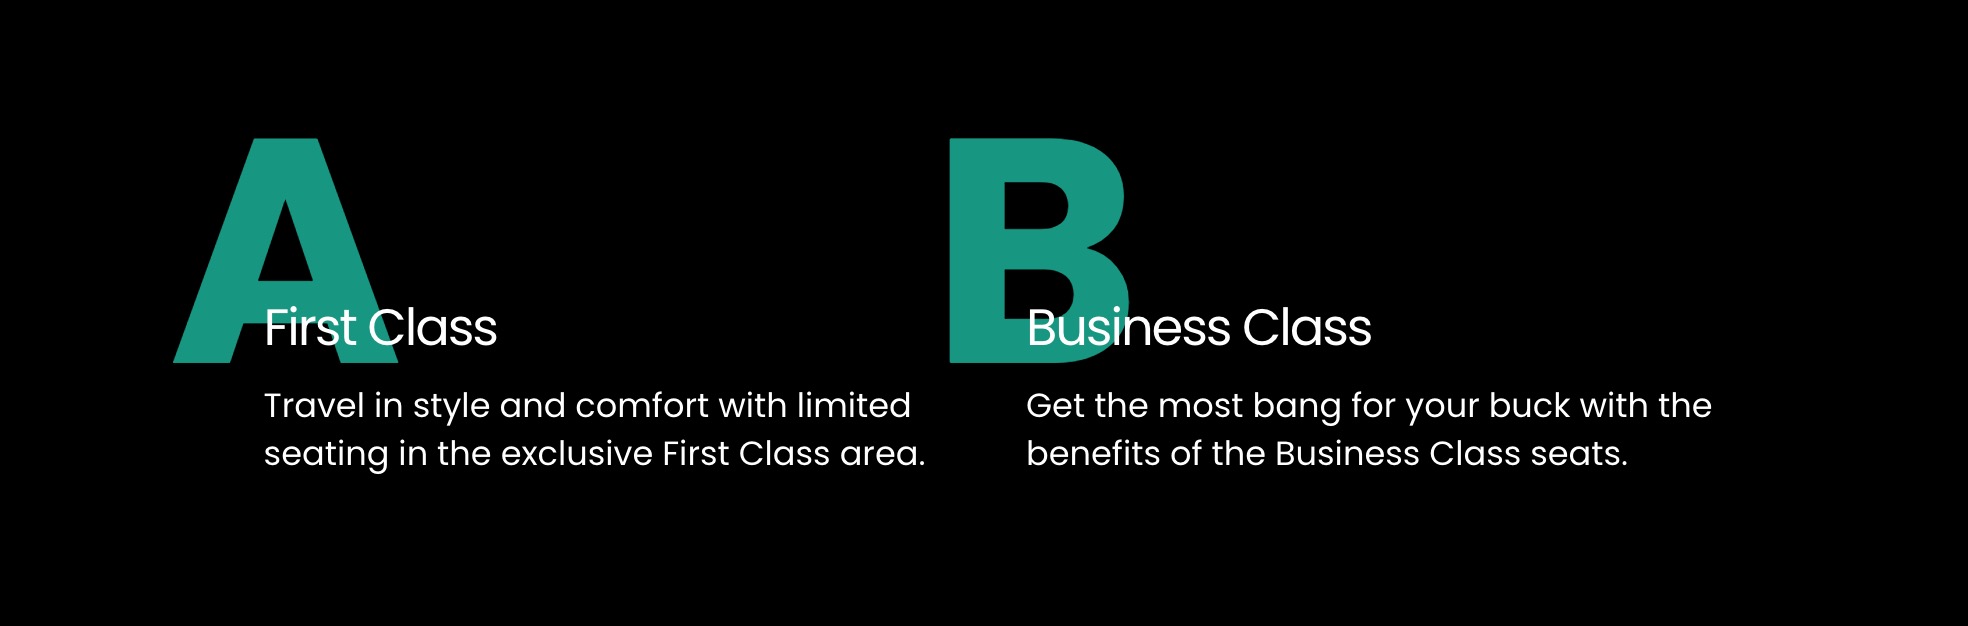 A
First Class
Travel in style and comfort with limited
seating in the exclusive First Class area.
B
Business Class
Get the most bang for your buck with the
benefits of the Business Class seats.